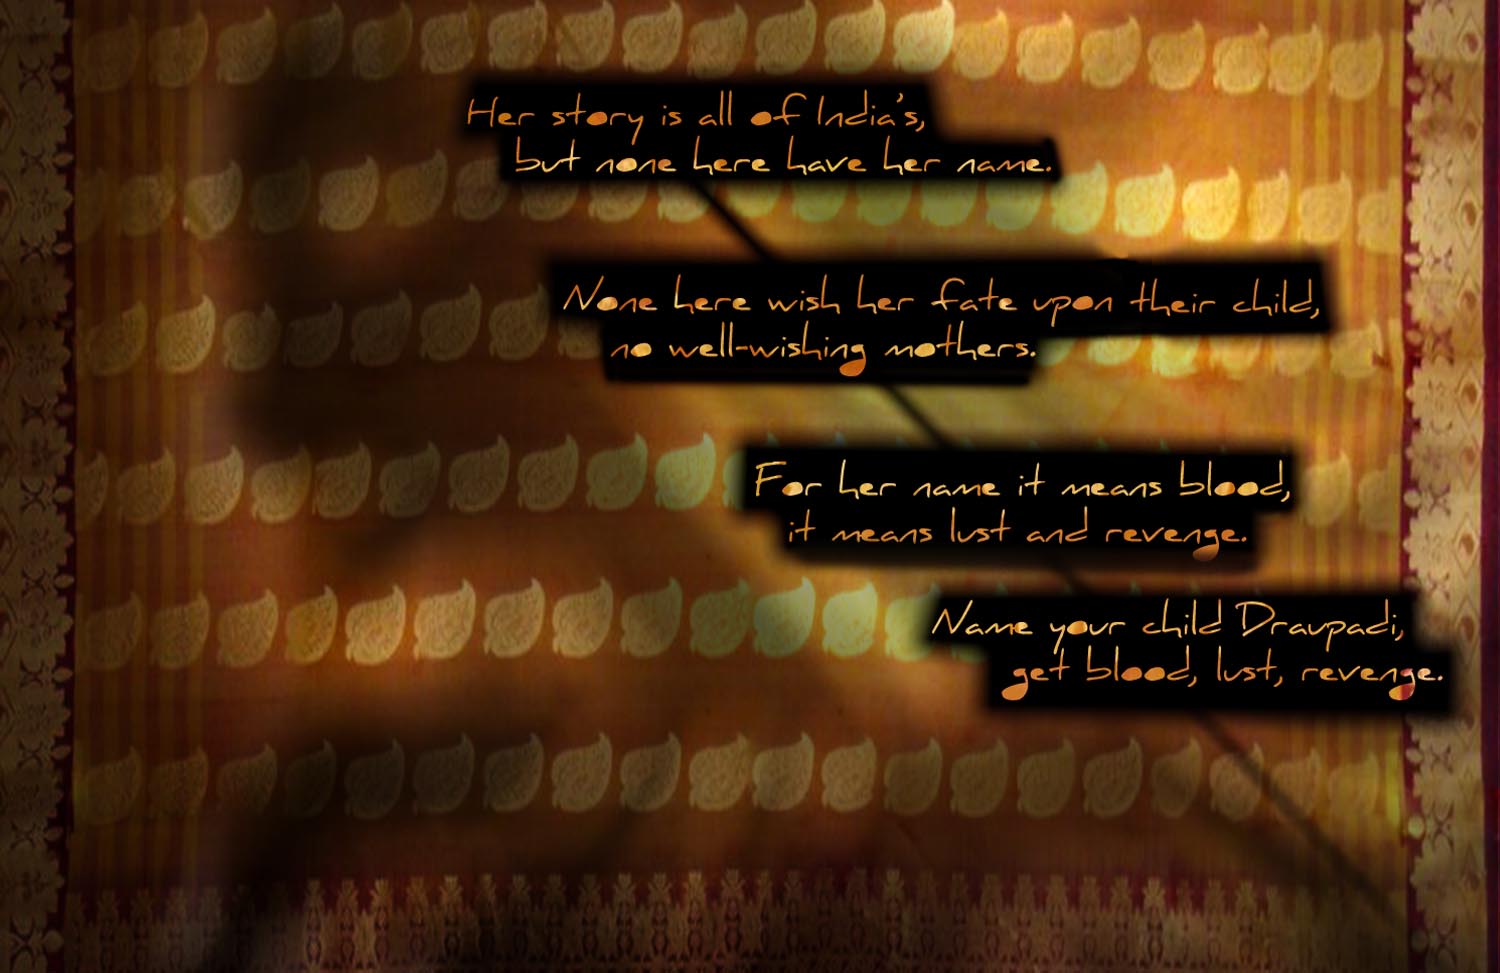 Her story is all of India's,
but none here have her name.
None here wish her fate upon their child,
no well-wishing mothers.
For her name it means blood,
it means lust and revenge.
Name your child Draupadi,
get blood, lust, revenge.